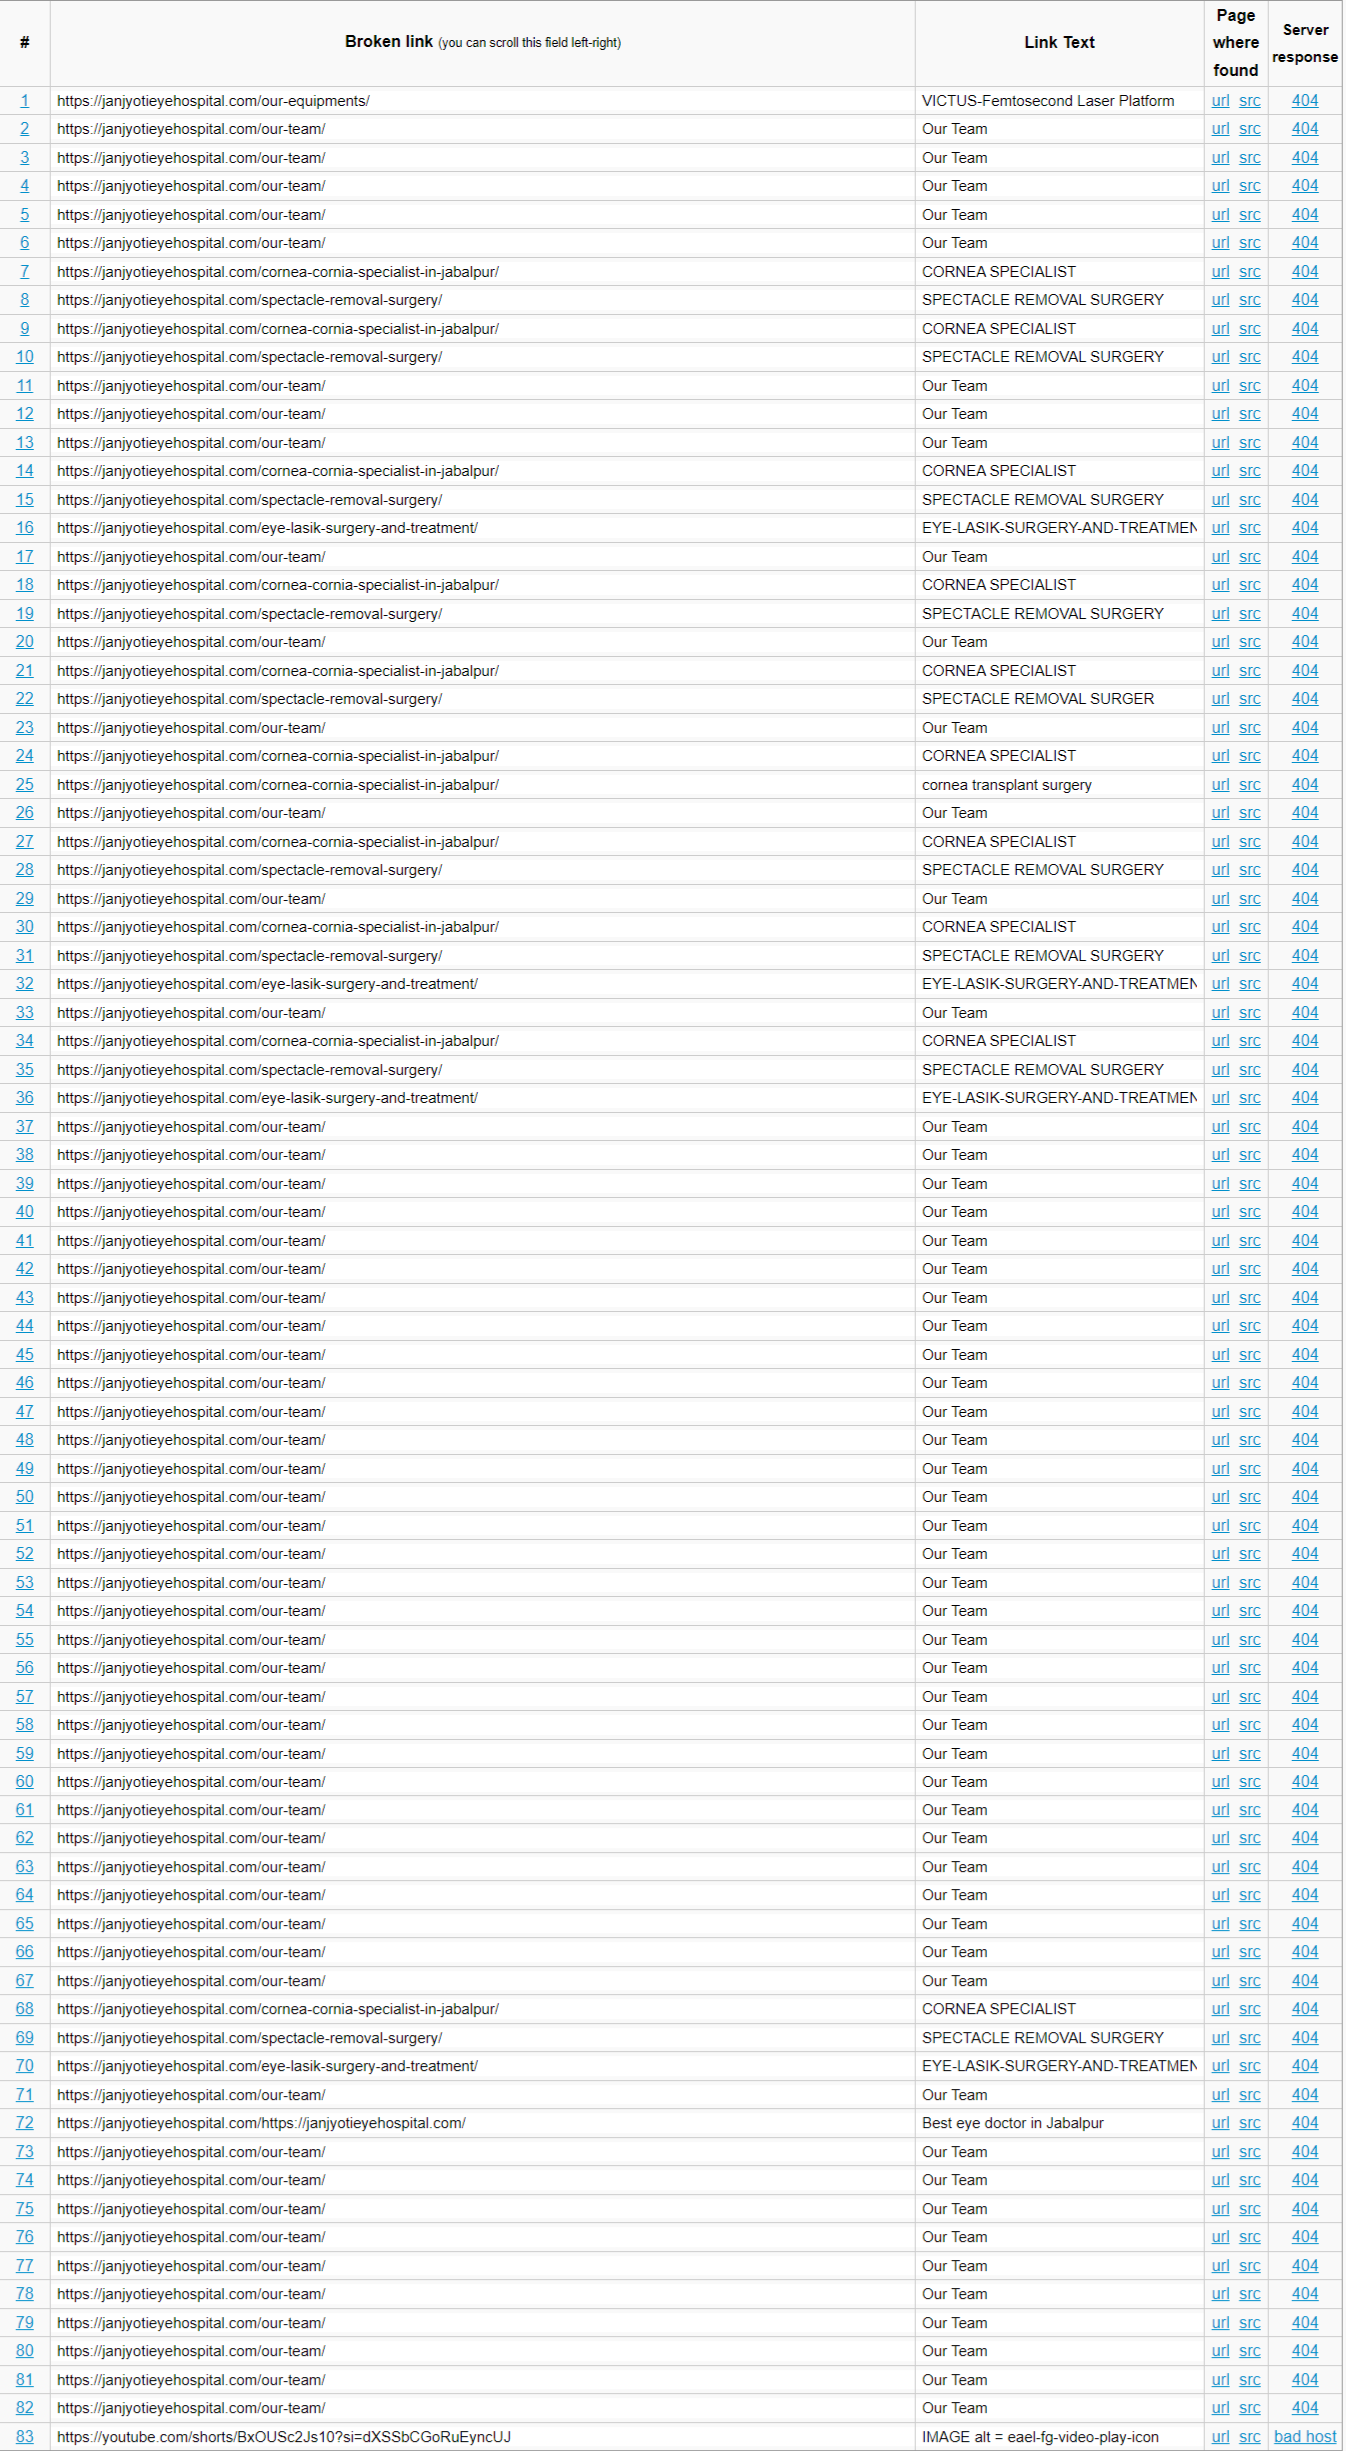 # Broken link (you can scroll this field left-right) Link Text Page where found Server response
1 https://janjyotieyehospital.com/our-equipments/ VICTUS-Femtosecond Laser Platform url src 404
2 https://janjyotieyehospital.com/our-team/ Our Team url src 404
3 https://janjyotieyehospital.com/our-team/ Our Team url src 404
4 https://janjyotieyehospital.com/our-team/ Our Team url src 404
5 https://janjyotieyehospital.com/our-team/ Our Team url src 404
6 https://janjyotieyehospital.com/our-team/ Our Team url src 404
7 https://janjyotieyehospital.com/cornea-cornia-specialist-in-jabalpur/ CORNEA SPECIALIST url src 404
8 https://janjyotieyehospital.com/spectacle-removal-surgery/ SPECTACLE REMOVAL SURGERY url src 404
9 https://janjyotieyehospital.com/cornea-cornia-specialist-in-jabalpur/ CORNEA SPECIALIST url src 404
10 https://janjyotieyehospital.com/spectacle-removal-surgery/ SPECTACLE REMOVAL SURGERY url src 404
11 https://janjyotieyehospital.com/our-team/ Our Team url src 404
12 https://janjyotieyehospital.com/our-team/ Our Team url src 404
13 https://janjyotieyehospital.com/our-team/ Our Team url src 404
14 https://janjyotieyehospital.com/cornea-cornia-specialist-in-jabalpur/ CORNEA SPECIALIST url src 404
15 https://janjyotieyehospital.com/spectacle-removal-surgery/ SPECTACLE REMOVAL SURGERY url src 404
16 https://janjyotieyehospital.com/eye-lasik-surgery-and-treatment/ EYE-LASIK-SURGERY-AND-TREATMEN url src 404
17 https://janjyotieyehospital.com/our-team/ Our Team url src 404
18 https://janjyotieyehospital.com/cornea-cornia-specialist-in-jabalpur/ CORNEA SPECIALIST url src 404
19 https://janjyotieyehospital.com/spectacle-removal-surgery/ SPECTACLE REMOVAL SURGERY url src 404
20 https://janjyotieyehospital.com/our-team/ Our Team url src 404
21 https://janjyotieyehospital.com/cornea-cornia-specialist-in-jabalpur/ CORNEA SPECIALIST url src 404
22 https://janjyotieyehospital.com/spectacle-removal-surgery/ SPECTACLE REMOVAL SURGER url src 404
23 https://janjyotieyehospital.com/our-team/ Our Team url src 404
24 https://janjyotieyehospital.com/cornea-cornia-specialist-in-jabalpur/ CORNEA SPECIALIST url src 404
25 https://janjyotieyehospital.com/cornea-cornia-specialist-in-jabalpur/ cornea transplant surgery url src 404
26 https://janjyotieyehospital.com/our-team/ Our Team url src 404
27 https://janjyotieyehospital.com/cornea-cornia-specialist-in-jabalpur/ CORNEA SPECIALIST url src 404
28 https://janjyotieyehospital.com/spectacle-removal-surgery/ SPECTACLE REMOVAL SURGERY url src 404
29 https://janjyotieyehospital.com/our-team/ Our Team url src 404
30 https://janjyotieyehospital.com/cornea-cornia-specialist-in-jabalpur/ CORNEA SPECIALIST url src 404
31 https://janjyotieyehospital.com/spectacle-removal-surgery/ SPECTACLE REMOVAL SURGERY url src 404
32 https://janjyotieyehospital.com/eye-lasik-surgery-and-treatment/ EYE-LASIK-SURGERY-AND-TREATMEN url src 404
33 https://janjyotieyehospital.com/our-team/ Our Team url src 404
34 https://janjyotieyehospital.com/cornea-cornia-specialist-in-jabalpur/ CORNEA SPECIALIST url src 404
35 https://janjyotieyehospital.com/spectacle-removal-surgery/ SPECTACLE REMOVAL SURGERY url src 404
36 https://janjyotieyehospital.com/eye-lasik-surgery-and-treatment/ EYE-LASIK-SURGERY-AND-TREATMEN url src 404
37 https://janjyotieyehospital.com/our-team/ Our Team url src 404
38 https://janjyotieyehospital.com/our-team/ Our Team url src 404
39 https://janjyotieyehospital.com/our-team/ Our Team url src 404
40 https://janjyotieyehospital.com/our-team/ Our Team url src 404
41 https://janjyotieyehospital.com/our-team/ Our Team url src 404
42 https://janjyotieyehospital.com/our-team/ Our Team url src 404
43 https://janjyotieyehospital.com/our-team/ Our Team url src 404
44 https://janjyotieyehospital.com/our-team/ Our Team url src 404
45 https://janjyotieyehospital.com/our-team/ Our Team url src 404
46 https://janjyotieyehospital.com/our-team/ Our Team url src 404
47 https://janjyotieyehospital.com/our-team/ Our Team url src 404
48 https://janjyotieyehospital.com/our-team/ Our Team url src 404
49 https://janjyotieyehospital.com/our-team/ Our Team url src 404
50 https://janjyotieyehospital.com/our-team/ Our Team url src 404
51 https://janjyotieyehospital.com/our-team/ Our Team url src 404
52 https://janjyotieyehospital.com/our-team/ Our Team url src 404
53 https://janjyotieyehospital.com/our-team/ Our Team url src 404
54 https://janjyotieyehospital.com/our-team/ Our Team url src 404
55 https://janjyotieyehospital.com/our-team/ Our Team url src 404
56 https://janjyotieyehospital.com/our-team/ Our Team url src 404
57 https://janjyotieyehospital.com/our-team/ Our Team url src 404
58 https://janjyotieyehospital.com/our-team/ Our Team url src 404
59 https://janjyotieyehospital.com/our-team/ Our Team url src 404
60 https://janjyotieyehospital.com/our-team/ Our Team url src 404
61 https://janjyotieyehospital.com/our-team/ Our Team url src 404
62 https://janjyotieyehospital.com/our-team/ Our Team url src 404
63 https://janjyotieyehospital.com/our-team/ Our Team url src 404
64 https://janjyotieyehospital.com/our-team/ Our Team url src 404
65 https://janjyotieyehospital.com/our-team/ Our Team url src 404
66 https://janjyotieyehospital.com/our-team/ Our Team url src 404
67 https://janjyotieyehospital.com/our-team/ Our Team url src 404
68 https://janjyotieyehospital.com/cornea-cornia-specialist-in-jabalpur/ CORNEA SPECIALIST url src 404
69 https://janjyotieyehospital.com/spectacle-removal-surgery/ SPECTACLE REMOVAL SURGERY url src 404
70 https://janjyotieyehospital.com/eye-lasik-surgery-and-treatment/ EYE-LASIK-SURGERY-AND-TREATMEN url src 404
71 https://janjyotieyehospital.com/our-team/ Our Team url src 404
72 https://janjyotieyehospital.com/https://janjyotieyehospital.com/ Best eye doctor in Jabalpur url src 404
73 https://janjyotieyehospital.com/our-team/ Our Team url src 404
74 https://janjyotieyehospital.com/our-team/ Our Team url src 404
75 https://janjyotieyehospital.com/our-team/ Our Team url src 404
76 https://janjyotieyehospital.com/our-team/ Our Team url src 404
77 https://janjyotieyehospital.com/our-team/ Our Team url src 404
78 https://janjyotieyehospital.com/our-team/ Our Team url src 404
79 https://janjyotieyehospital.com/our-team/ Our Team url src 404
80 https://janjyotieyehospital.com/our-team/ Our Team url src 404
81 https://janjyotieyehospital.com/our-team/ Our Team url src 404
82 https://janjyotieyehospital.com/our-team/ Our Team url src 404
83 https://youtube.com/shorts/BxOUSc2Js10?si=dXSSbCGoRuEyncUJ IMAGE alt = eael-fg-video-play-icon url src bad host